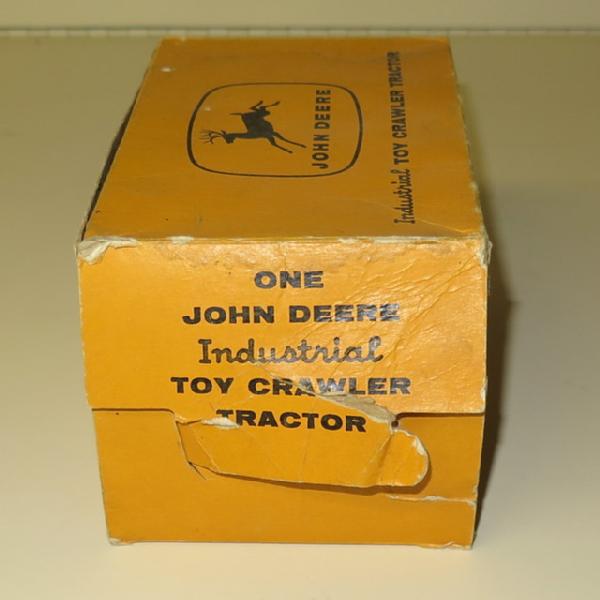 JOHN DEERE
Industrial TOY CRAWLER TRACTOR
ONE
JOHN DEERE
Industrial
TOY CRAWLER
TRACTOR